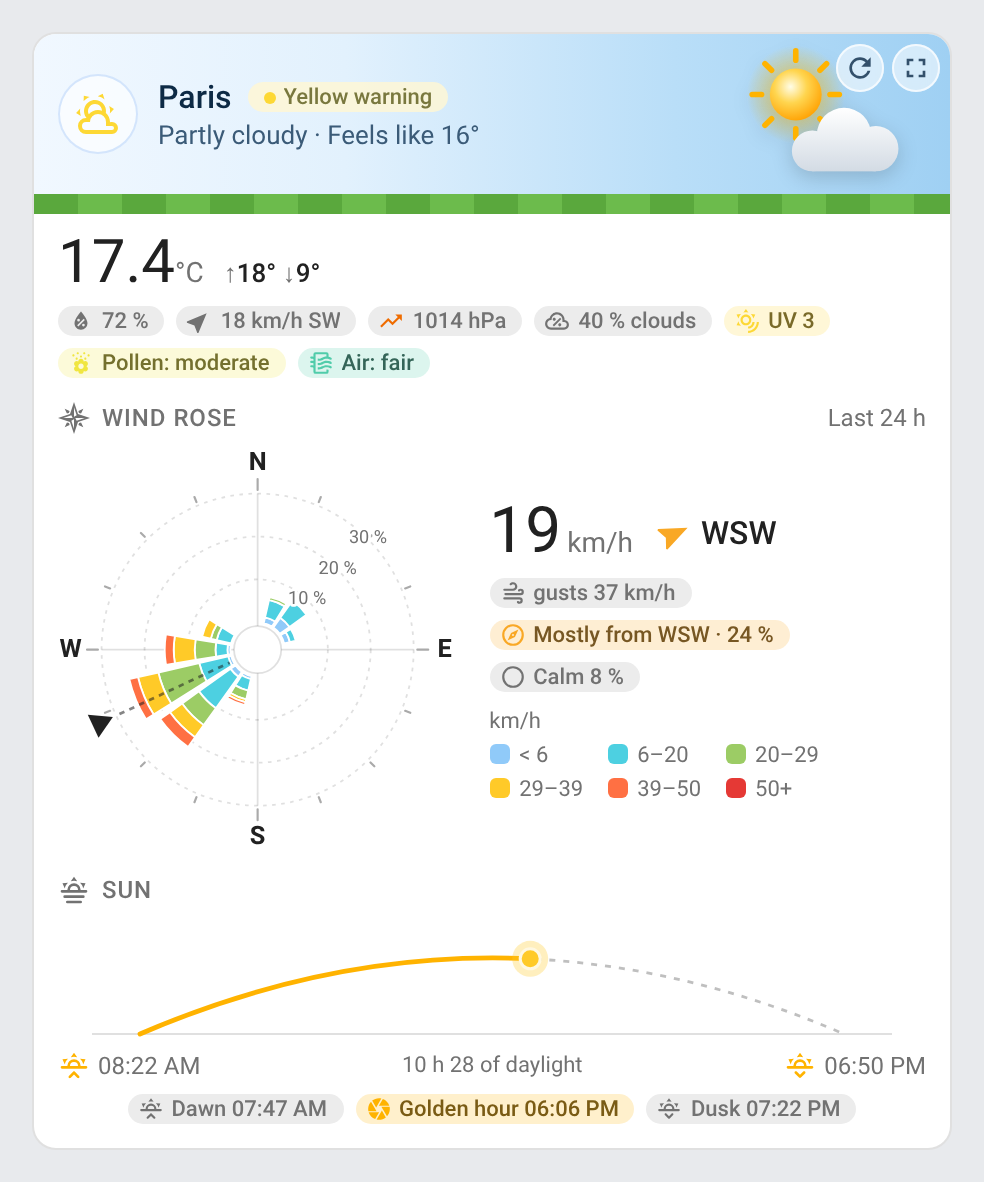 Paris Yellow warning
Partly cloudy · Feels like 16°
17.4°C ↑18° ↓9°
72 % 18 km/h SW 1014 hPa 40 % clouds UV 3
Pollen: moderate Air: fair
WIND ROSE Last 24 h
N
30 %
20 %
10 %
W
E
S
19 km/h WSW
gusts 37 km/h
Mostly from WSW · 24 %
Calm 8 %
km/h
< 6 6–20 20–29
29–39 39–50 50+
SUN
08:22 AM 10 h 28 of daylight 06:50 PM
Dawn 07:47 AM Golden hour 06:06 PM Dusk 07:22 PM